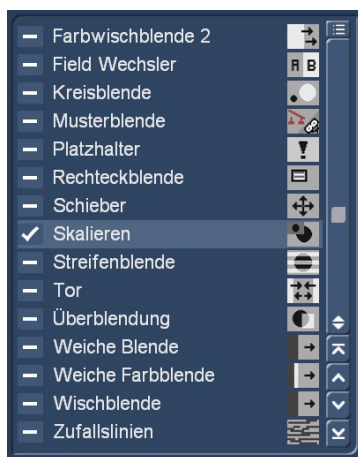 Farbwischblende 2
Field Wechsler
A B
Kreisblende
Musterblende
Platzhalter
Rechteckblende
Schieber
Skalieren
Streifenblende
Tor
Überblendung
Weiche Blende
Weiche Farbblende
Wischblende
Zufallslinien